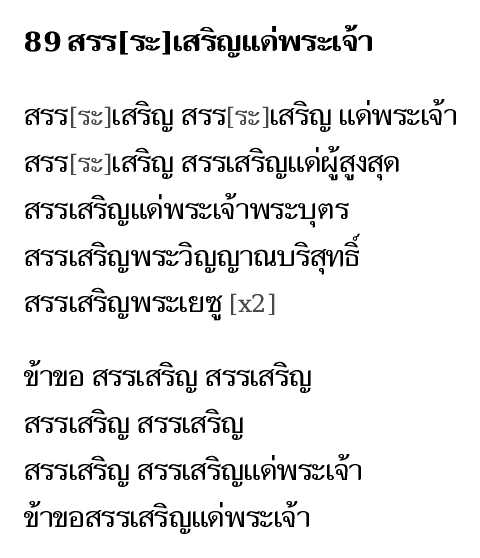 89 สรร[ระ]เสริญแด่พระเจ้า
สรร[ระ]เสริญ สรร[ระ]เสริญ แด่พระเจ้า
สรร[ระ]เสริญ สรรเสริญแด่ผู้สูงสุด
สรรเสริญแด่พระเจ้าพระบุตร
สรรเสริญพระวิญญาณบริสุทธิ์
สรรเสริญพระเยซู [x2]
ข้าขอ สรรเสริญ สรรเสริญ
สรรเสริญ สรรเสริญ
สรรเสริญ สรรเสริญแด่พระเจ้า
ข้าขอสรรเสริญแด่พระเจ้า